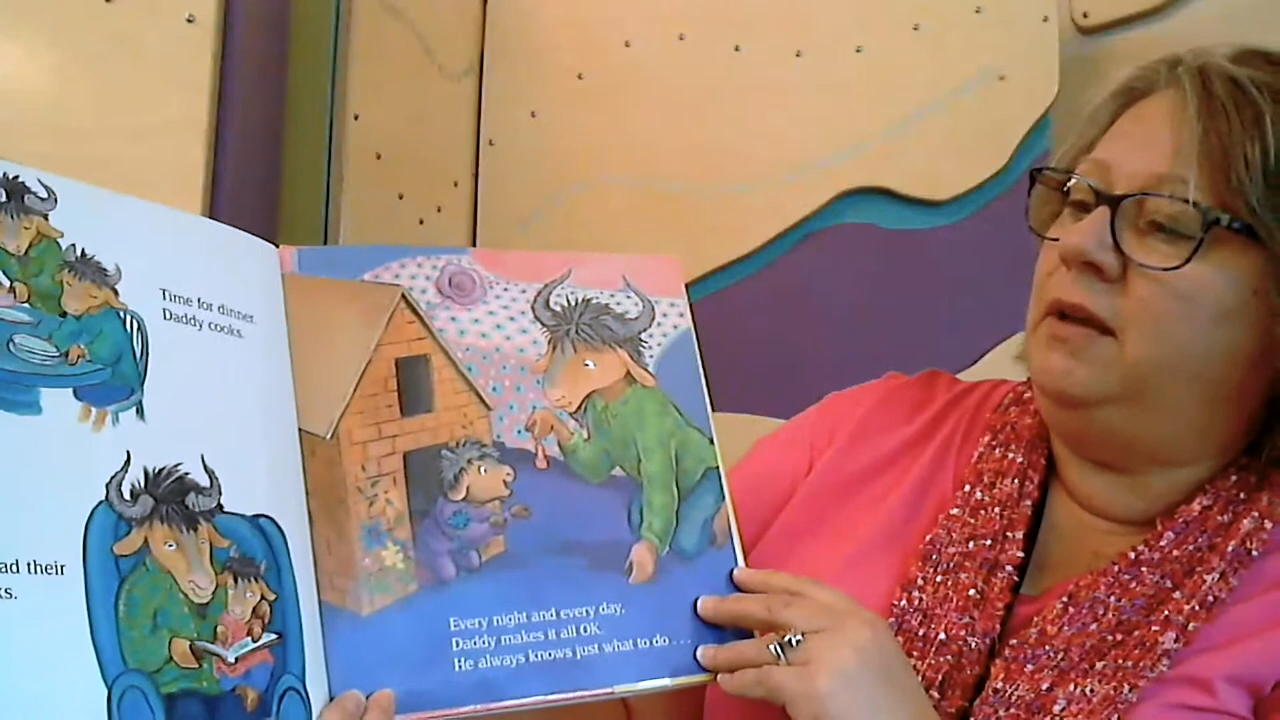 Time for dinner.
Daddy cooks.
ad their
ks.
Every night and every day,
Daddy makes it all OK.
He always knows just what to do . . .